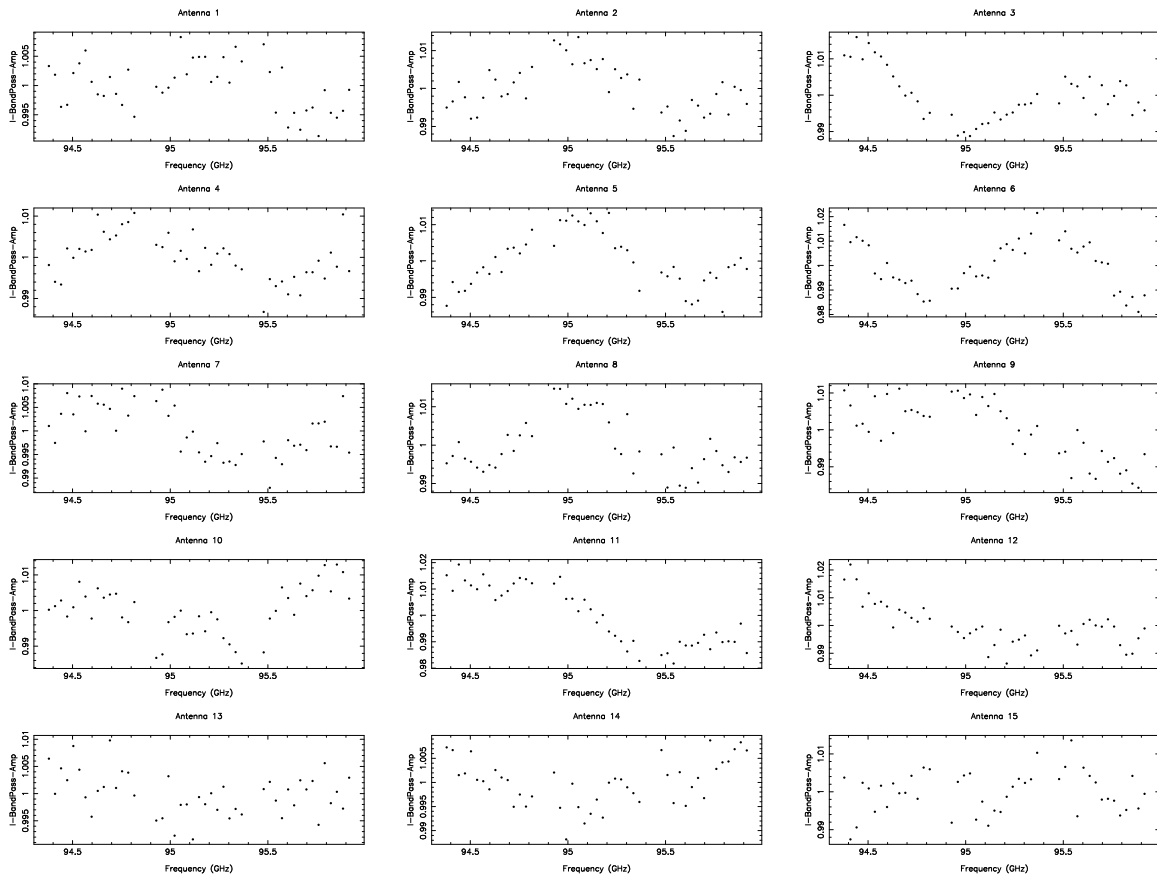 Antenna 1
I-BandPass-Amp
0.995 1.005
94.5 95 95.5
Frequency (GHz)
Antenna 2
I-BandPass-Amp
0.99 1 1.01
94.5 95 95.5
Frequency (GHz)
Antenna 3
I-BandPass-Amp
0.99 1 1.01
94.5 95 95.5
Frequency (GHz)
Antenna 4
I-BandPass-Amp
0.99 1 1.01
94.5 95 95.5
Frequency (GHz)
Antenna 5
I-BandPass-Amp
0.99 1 1.01
94.5 95 95.5
Frequency (GHz)
Antenna 6
I-BandPass-Amp
0.98 0.99 1 1.01 1.02
94.5 95 95.5
Frequency (GHz)
Antenna 7
I-BandPass-Amp
0.99 0.995 1 1.005 1.01
94.5 95 95.5
Frequency (GHz)
Antenna 8
I-BandPass-Amp
0.99 1 1.01
94.5 95 95.5
Frequency (GHz)
Antenna 9
I-BandPass-Amp
0.99 1 1.01
94.5 95 95.5
Frequency (GHz)
Antenna 10
I-BandPass-Amp
0.99 1 1.01
94.5 95 95.5
Frequency (GHz)
Antenna 11
I-BandPass-Amp
0.98 0.99 1 1.01 1.02
94.5 95 95.5
Frequency (GHz)
Antenna 12
I-BandPass-Amp
0.99 1 1.01 1.02
94.5 95 95.5
Frequency (GHz)
Antenna 13
I-BandPass-Amp
0.995 1 1.005 1.01
94.5 95 95.5
Frequency (GHz)
Antenna 14
I-BandPass-Amp
0.99 0.995 1 1.005
94.5 95 95.5
Frequency (GHz)
Antenna 15
I-BandPass-Amp
0.99 1 1.01
94.5 95 95.5
Frequency (GHz)